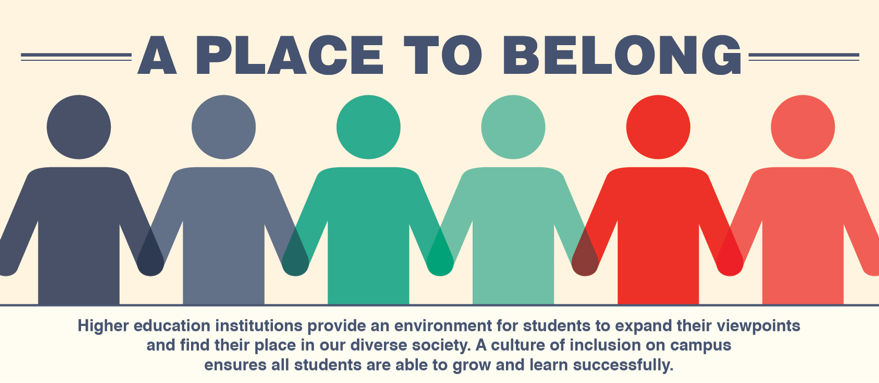 A PLACE TO BELONG
Higher education institutions provide an environment for students to expand their viewpoints
and find their place in our diverse society. A culture of inclusion on campus
ensures all students are able to grow and learn successfully.